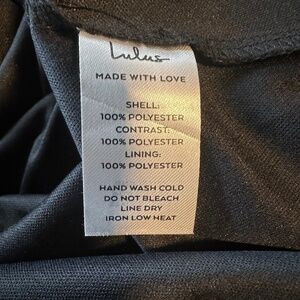 Lulus
MADE WITH LOVE
SHELL:
100% POLYESTER
CONTRAST:
100% POLYESTER
LINING:
100% POLYESTER
HAND WASH COLD
DO NOT BLEACH
LINE DRY
IRON LOW HEAT